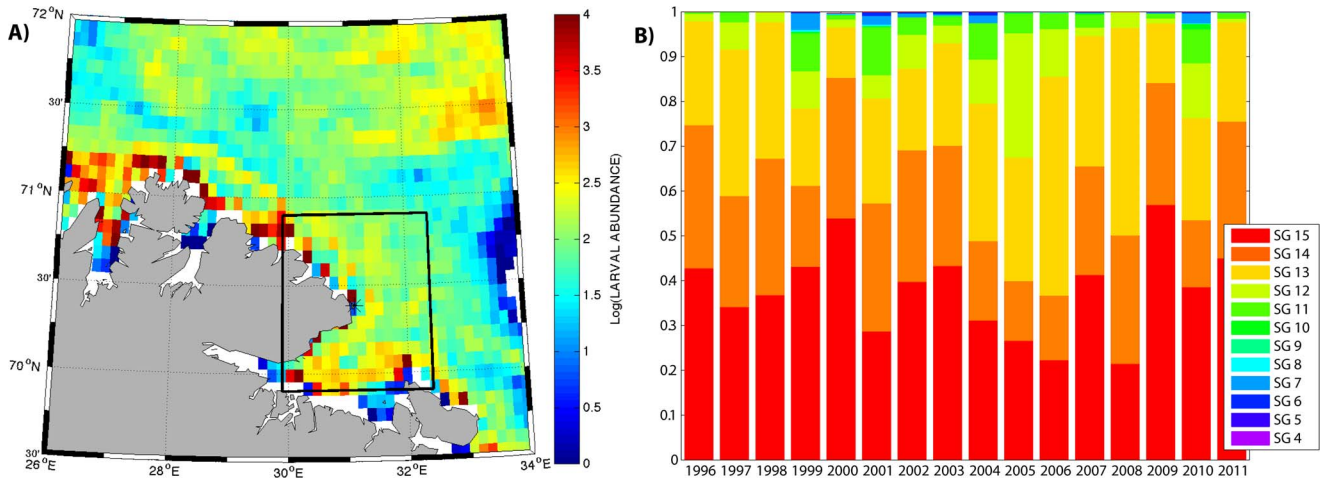 A)
72°N
30'
71°N
30'
70°N
30'
26°E
28°E
30°E
32°E
34°E
4
3.5
3
2.5
2
1.5
1
0.5
0
Log(LARVAL ABUNDANCE)
B)
1
0.9
0.8
0.7
0.6
0.5
0.4
0.3
0.2
0.1
0
1996 1997 1998 1999 2000 2001 2002 2003 2004 2005 2006 2007 2008 2009 2010 2011
SG 15
SG 14
SG 13
SG 12
SG 11
SG 10
SG 9
SG 8
SG 7
SG 6
SG 5
SG 4